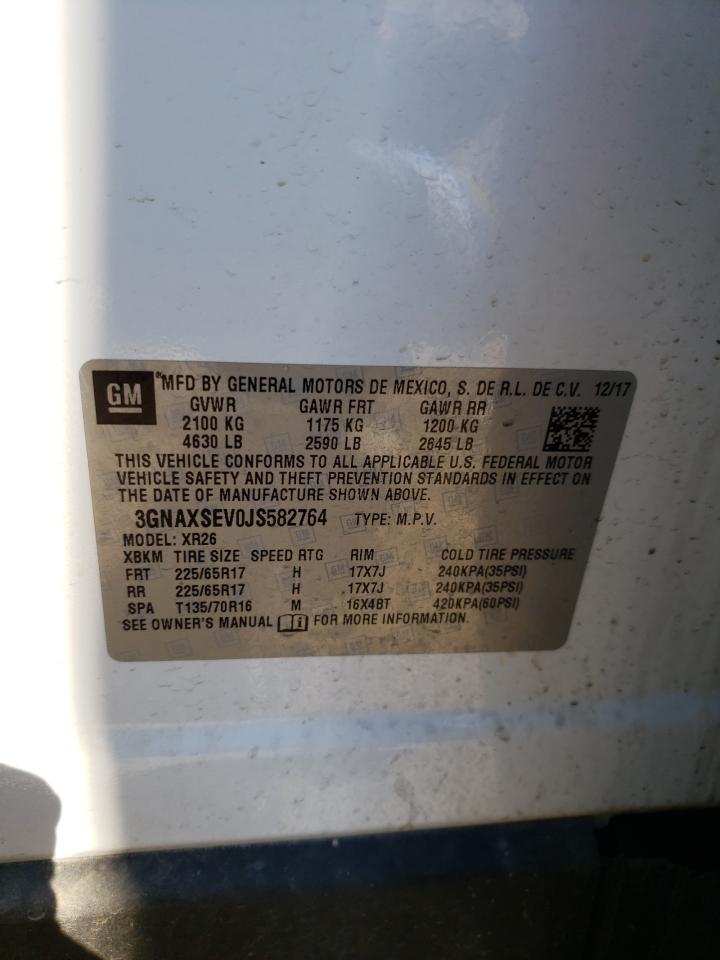 GM ® MFD BY GENERAL MOTORS DE MEXICO, S. DE R.L. DE C.V. 12/17
GVWR GAWR FRT GAWR RR
2100 KG 1175 KG 1200 KG
4630 LB 2590 LB 2645 LB
THIS VEHICLE CONFORMS TO ALL APPLICABLE U.S. FEDERAL MOTOR
VEHICLE SAFETY AND THEFT PREVENTION STANDARDS IN EFFECT ON
THE DATE OF MANUFACTURE SHOWN ABOVE.
3GNAXSEV0JS582764 TYPE: M.P.V.
MODEL: XR26
XBKM TIRE SIZE SPEED RTG RIM COLD TIRE PRESSURE
FRT 225/65R17 H 17X7J 240KPA(35PSI)
RR 225/65R17 H 17X7J 240KPA(35PSI)
SPA T135/70R16 M 16X4BT 420KPA(60PSI)
SEE OWNER'S MANUAL i FOR MORE INFORMATION.